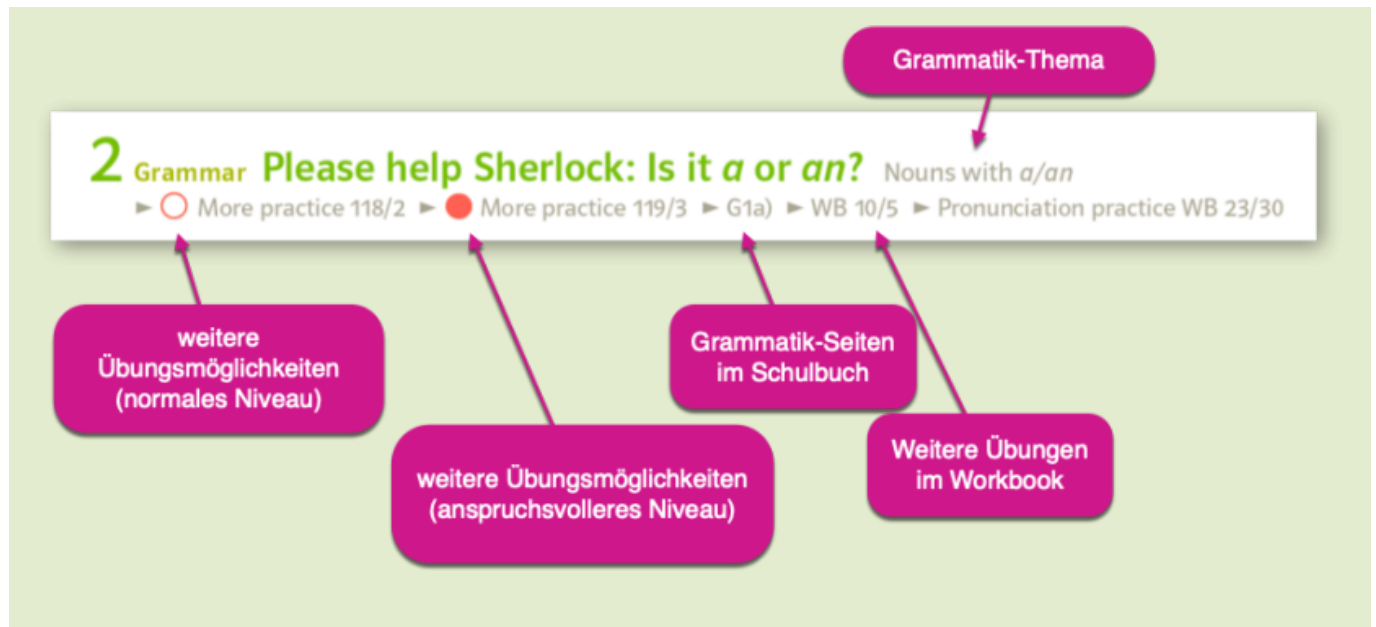 Grammatik-Thema
2 Grammar Please help Sherlock: Is it a or an? Nouns with a/an
► ○ More practice 118/2 ► ● More practice 119/3 ► G1a) ► WB 10/5 ► Pronunciation practice WB 23/30
weitere
Übungsmöglichkeiten
(normales Niveau)
Grammatik-Seiten
im Schulbuch
weitere Übungsmöglichkeiten
(anspruchsvolleres Niveau)
Weitere Übungen
im Workbook